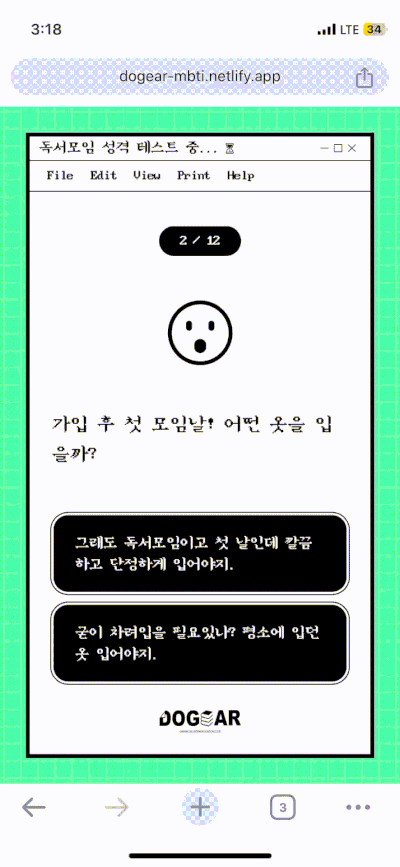 3:18 LTE 34
dogear-mbti.netlify.app
독서모임 성격 테스트 중... ⌛
File Edit View Print Help
2 / 12
가입 후 첫 모임날! 어떤 옷을 입
을까?
그래도 독서모임이고 첫 날인데 깔끔
하고 단정하게 입어야지.
굳이 차려입을 필요있나? 평소에 입던
옷 입어야지.
DOGEAR
3